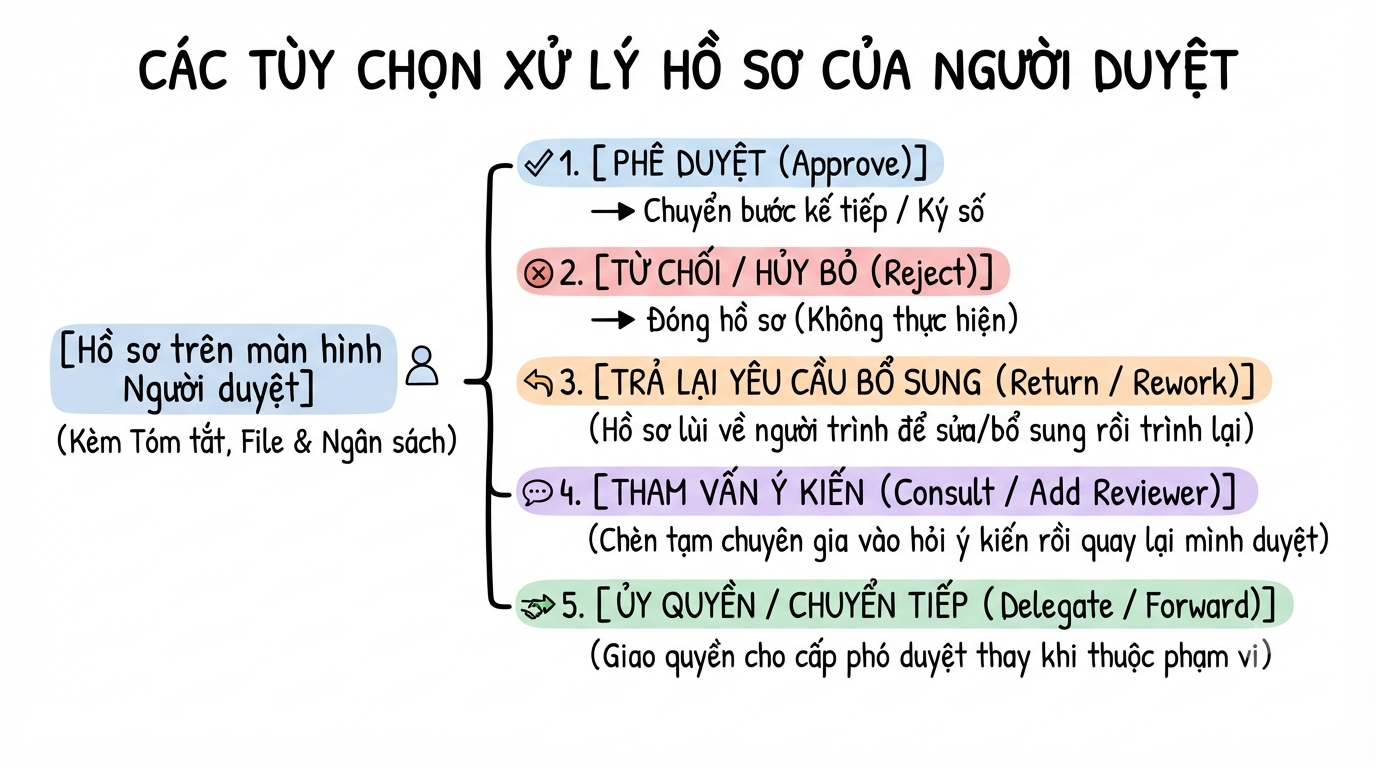 CÁC TÙY CHỌN XỬ LÝ HỒ SƠ CỦA NGƯỜI DUYỆT
[Hồ sơ trên màn hình
Người duyệt]
(Kèm Tóm tắt, File & Ngân sách)
1. [PHÊ DUYỆT (Approve)]
→ Chuyển bước kế tiếp / Ký số
2. [TỪ CHỐI / HỦY BỎ (Reject)]
→ Đóng hồ sơ (Không thực hiện)
3. [TRẢ LẠI YÊU CẦU BỔ SUNG (Return / Rework)]
(Hồ sơ lùi về người trình để sửa/bổ sung rồi trình lại)
4. [THAM VẤN Ý KIẾN (Consult / Add Reviewer)]
(Chèn tạm chuyên gia vào hỏi ý kiến rồi quay lại mình duyệt)
5. [ỦY QUYỀN / CHUYỂN TIẾP (Delegate / Forward)]
(Giao quyền cho cấp phó duyệt thay khi thuộc phạm vi)